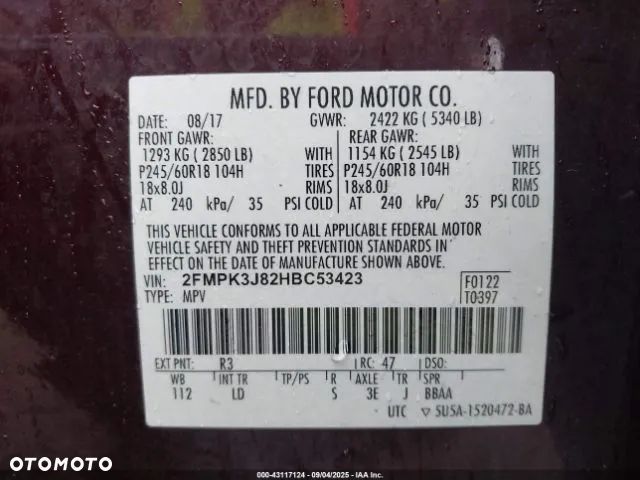 MFD. BY FORD MOTOR CO.
DATE: 08/17 GVWR: 2422 KG ( 5340 LB)
FRONT GAWR: REAR GAWR:
1293 KG ( 2850 LB) WITH 1154 KG ( 2545 LB) WITH
P245/60R18 104H TIRES P245/60R18 104H TIRES
18x8.0J RIMS 18x8.0J RIMS
AT 240 kPa/ 35 PSI COLD AT 240 kPa/ 35 PSI COLD
THIS VEHICLE CONFORMS TO ALL APPLICABLE FEDERAL MOTOR
VEHICLE SAFETY AND THEFT PREVENTION STANDARDS IN
EFFECT ON THE DATE OF MANUFACTURE SHOWN ABOVE.
VIN: 2FMPK3J82HBC53423 F0122
TYPE: MPV T0397
EXT PNT: R3 RC: 47 DSO:
WB INT TR TP/PS R AXLE TR SPR
112 LD S 3E J BBAA
UTC ▽ 5U5A-1520472-BA
OTOMOTO
000-43117124 - 09/04/2025 - IAA Inc.